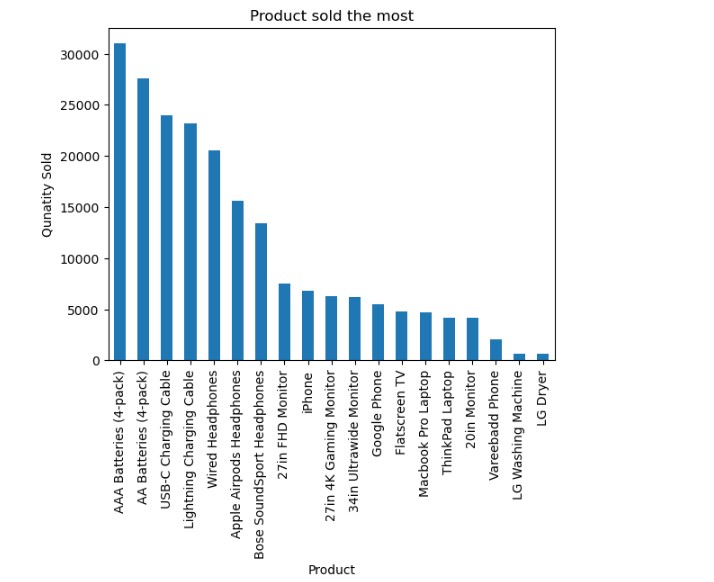 Product sold the most
Qunatity Sold
30000
25000
20000
15000
10000
5000
0
AAA Batteries (4-pack)
AA Batteries (4-pack)
USB-C Charging Cable
Lightning Charging Cable
Wired Headphones
Apple Airpods Headphones
Bose SoundSport Headphones
27in FHD Monitor
iPhone
27in 4K Gaming Monitor
34in Ultrawide Monitor
Google Phone
Flatscreen TV
Macbook Pro Laptop
ThinkPad Laptop
20in Monitor
Vareebadd Phone
LG Washing Machine
LG Dryer
Product